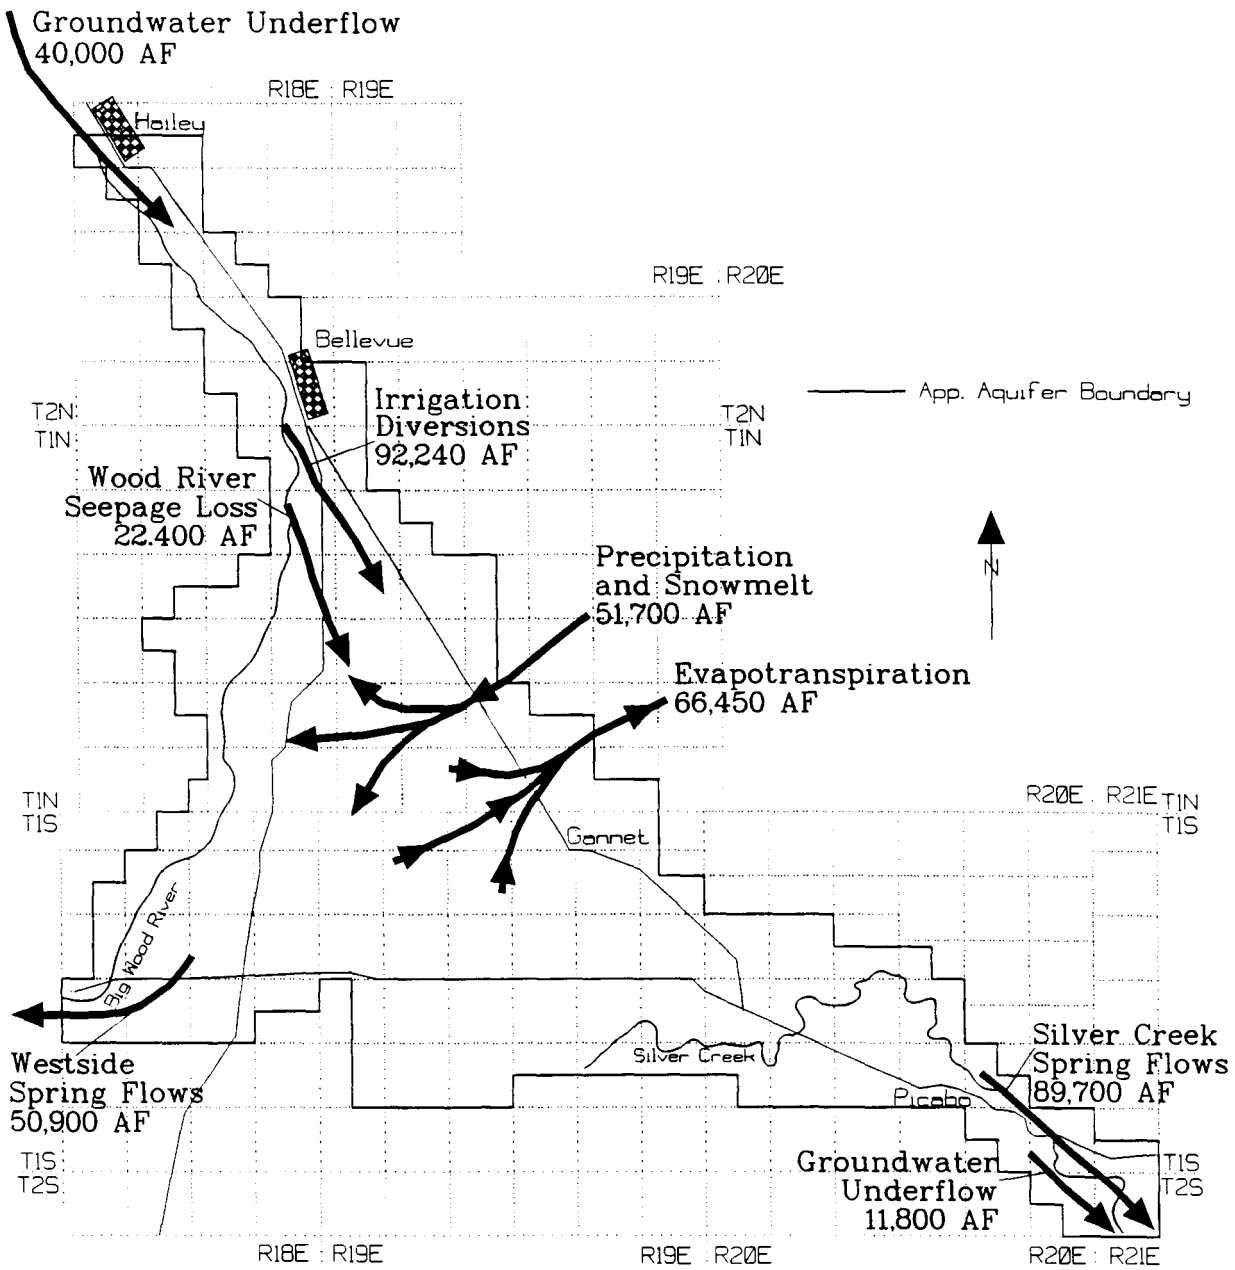 Groundwater Underflow
40,000 AF
R18E : R19E
Hailey
R19E : R20E
Bellevue
App. Aquifer Boundary
Irrigation
Diversions
92,240 AF
T2N
T1N
T2N
T1N
Wood River
Seepage Loss
22.400 AF
Precipitation
and Snowmelt
51,700 AF
N
Evapotranspiration
66,450 AF
T1N
T1S
R20E : R21E
T1N
T1S
Gannet
Big Wood River
Silver Creek
Silver Creek
Spring Flows
89,700 AF
Westside
Spring Flows
50,900 AF
Picabo
T1S
T2S
Groundwater
Underflow
11,800 AF
T1S
T2S
R18E : R19E
R19E : R20E
R20E : R21E